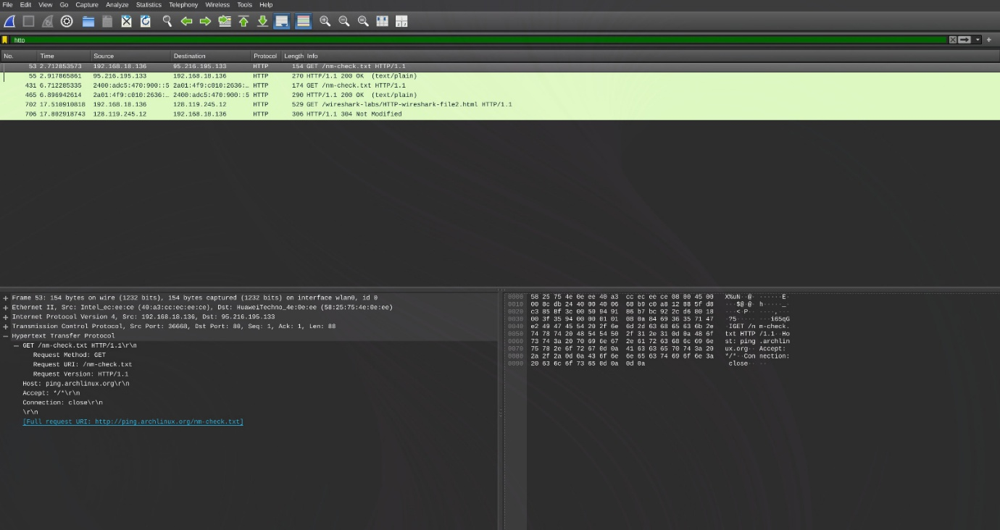 File Edit View Go Capture Analyze Statistics Telephony Wireless Tools Help
http
No. Time Source Destination Protocol Length Info
53 2.712853573 192.168.18.136 95.216.195.133 HTTP 154 GET /nm-check.txt HTTP/1.1
55 2.917865861 95.216.195.133 192.168.18.136 HTTP 270 HTTP/1.1 200 OK (text/plain)
431 6.712285335 2400:adc5:470:900::5 2a01:4f9:c010:2636:… HTTP 174 GET /nm-check.txt HTTP/1.1
465 6.896942614 2a01:4f9:c010:2636:… 2400:adc5:470:900::5 HTTP 290 HTTP/1.1 200 OK (text/plain)
702 17.510910818 192.168.18.136 128.119.245.12 HTTP 529 GET /wireshark-labs/HTTP-wireshark-file2.html HTTP/1.1
706 17.802918743 128.119.245.12 192.168.18.136 HTTP 306 HTTP/1.1 304 Not Modified
Frame 53: 154 bytes on wire (1232 bits), 154 bytes captured (1232 bits) on interface wlan0, id 0
Ethernet II, Src: Intel_ec:ee:ce (40:a3:cc:ec:ee:ce), Dst: HuaweiTechno_4e:0e:ee (58:25:75:4e:0e:ee)
Internet Protocol Version 4, Src: 192.168.18.136, Dst: 95.216.195.133
Transmission Control Protocol, Src Port: 36668, Dst Port: 80, Seq: 1, Ack: 1, Len: 88
Hypertext Transfer Protocol
GET /nm-check.txt HTTP/1.1\r\n
Request Method: GET
Request URI: /nm-check.txt
Request Version: HTTP/1.1
Host: ping.archlinux.org\r\n
Accept: */*\r\n
Connection: close\r\n
\r\n
[Full request URI: http://ping.archlinux.org/nm-check.txt]
0000 58 25 75 4e 0e ee 40 a3 cc ec ee ce 08 00 45 00 X%uN··@· ······E·
0010 00 8c db 24 40 00 40 06 68 b9 c0 a8 12 88 5f d8 ···$@·@· h·····_·
0020 c3 85 8f 3c 00 50 94 91 86 b7 bc 92 2c d6 80 18 ···<·P·· ····,···
0030 00 3f 35 94 00 00 01 01 08 0a 84 69 36 35 71 47 ·?5····· ···i65qG
0040 e2 49 47 45 54 20 2f 6e 6d 2d 63 68 65 63 6b 2e ·IGET /n m-check.
0050 74 78 74 20 48 54 54 50 2f 31 2e 31 0d 0a 48 6f txt HTTP /1.1··Ho
0060 73 74 3a 20 70 69 6e 67 2e 61 72 63 68 6c 69 6e st: ping .archlin
0070 75 78 2e 6f 72 67 0d 0a 41 63 63 65 70 74 3a 20 ux.org·· Accept:
0080 2a 2f 2a 0d 0a 43 6f 6e 6e 65 63 74 69 6f 6e 3a */*··Con nection:
0090 20 63 6c 6f 73 65 0d 0a 0d 0a close·· ··